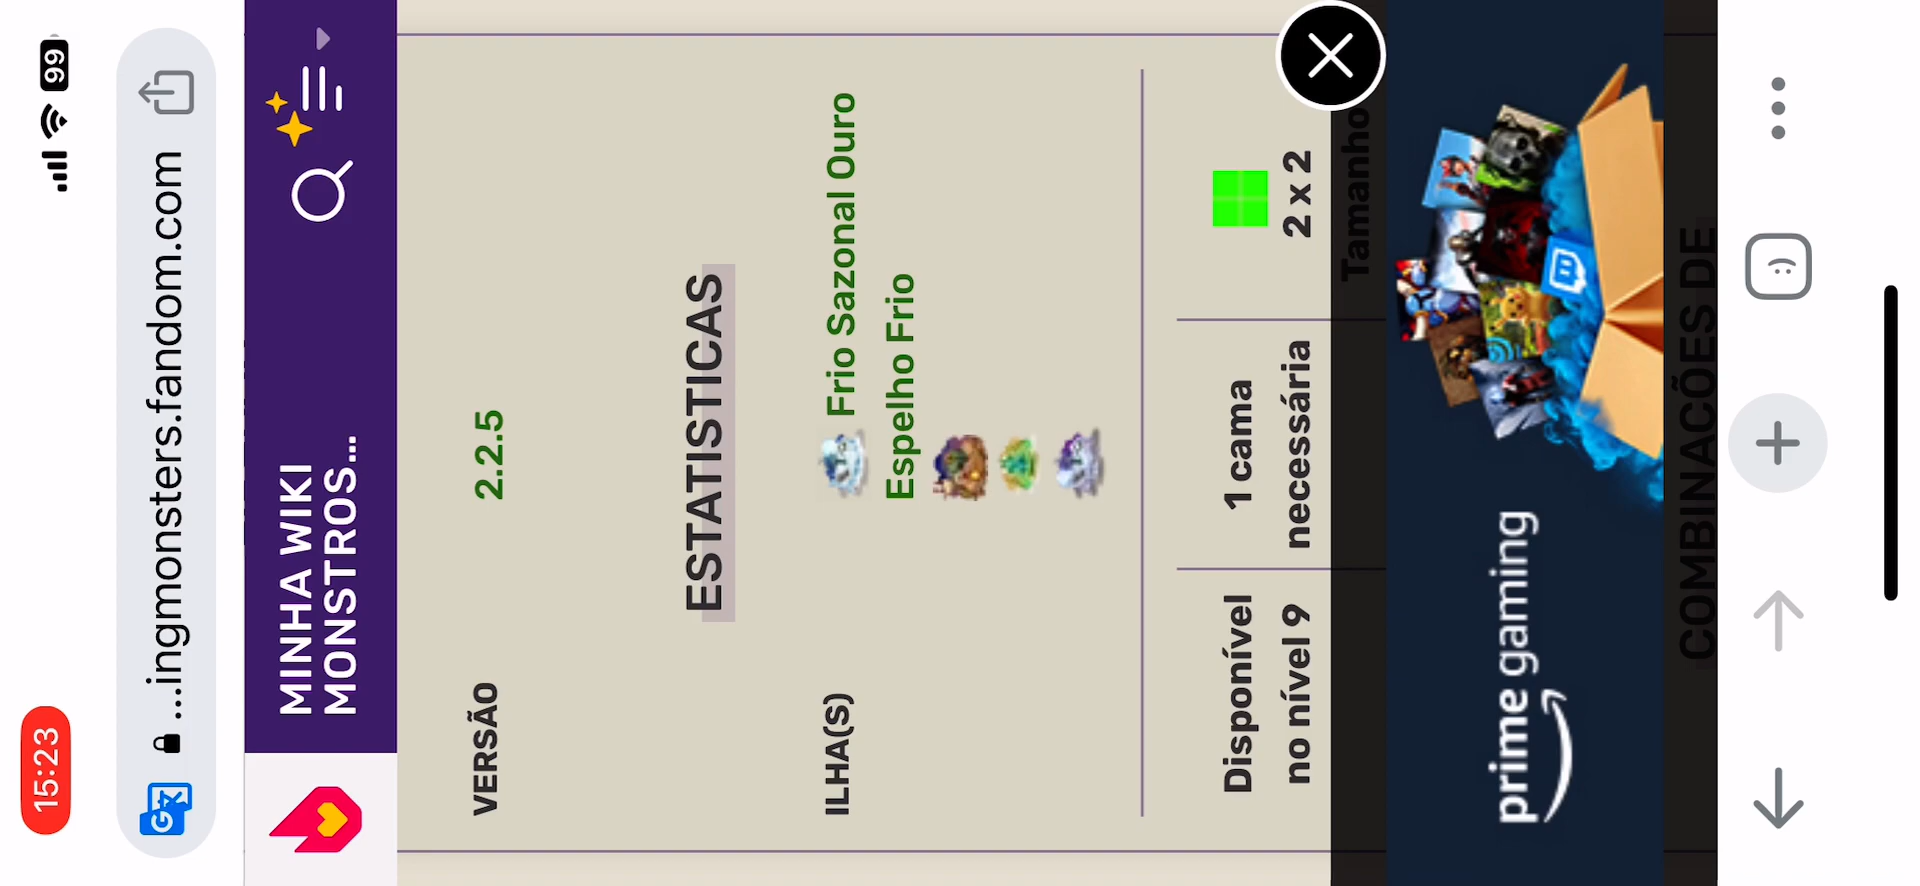 15:23
99
...ingmonsters.fandom.com
MINHA WIKI
MONSTROS...
VERSÃO
2.2.5
ESTATISTICAS
ILHA(S)
Frio Sazonal Ouro
Espelho Frio
Disponível
no nível 9
1 cama
necessária
2 x 2
Tamanho
prime gaming
COMBINAÇÕES DE